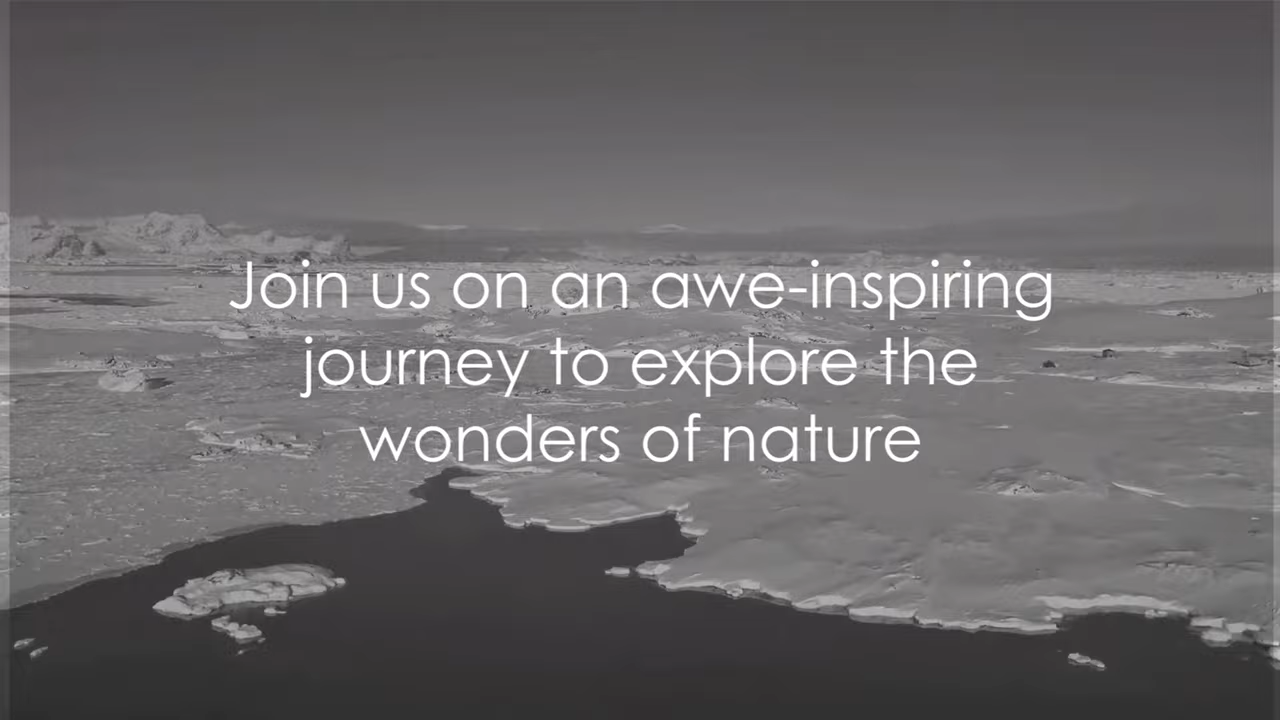 Join us on an awe-inspiring
journey to explore the
wonders of nature